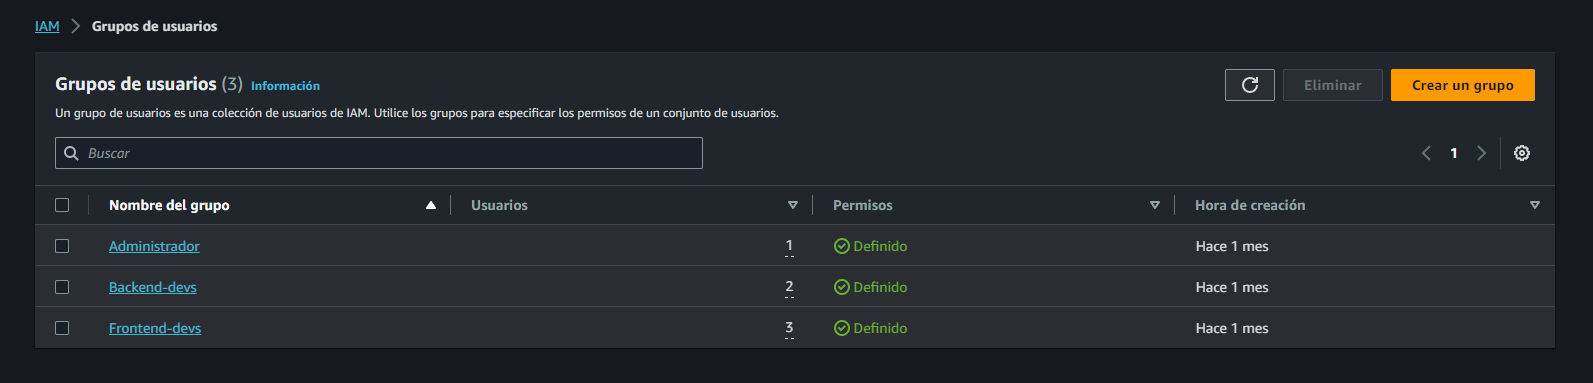 IAM > Grupos de usuarios
Grupos de usuarios (3) Información
Eliminar
Crear un grupo
Un grupo de usuarios es una colección de usuarios de IAM. Utilice los grupos para especificar los permisos de un conjunto de usuarios.
Buscar
1
Nombre del grupo Usuarios Permisos Hora de creación
Administrador 1 Definido Hace 1 mes
Backend-devs 2 Definido Hace 1 mes
Frontend-devs 3 Definido Hace 1 mes